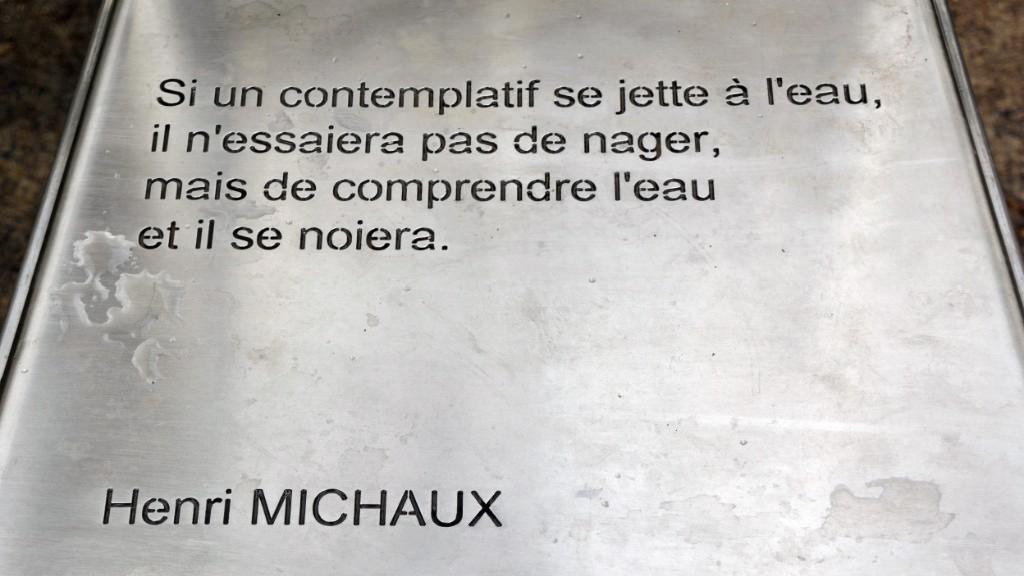 Si un contemplatif se jette à l'eau,
il n'essaiera pas de nager,
mais de comprendre l'eau
et il se noiera.
Henri MICHAUX